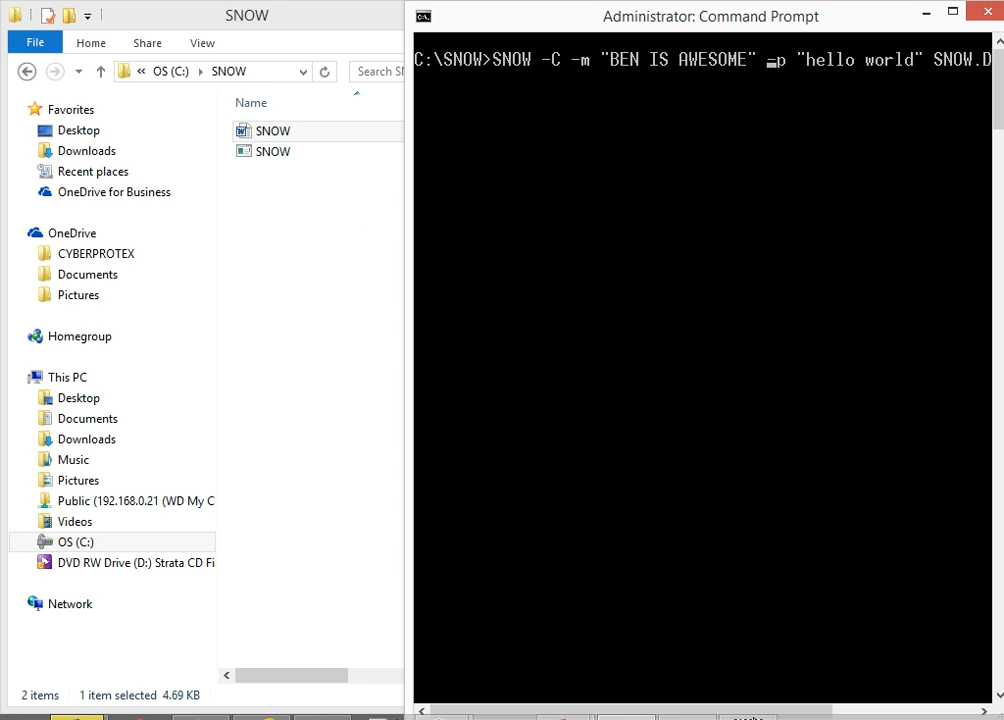 SNOW
File
Home
Share
View
« OS (C:) SNOW
Search SN
Favorites
Desktop
Downloads
Recent places
OneDrive for Business
OneDrive
CYBERPROTEX
Documents
Pictures
Homegroup
This PC
Desktop
Documents
Downloads
Music
Pictures
Public (192.168.0.21 (WD My C
Videos
OS (C:)
DVD RW Drive (D:) Strata CD Fi
Network
Name
SNOW
SNOW
2 items 1 item selected 4.69 KB
Administrator: Command Prompt
C:\SNOW>SNOW -C -m "BEN IS AWESOME" -p "hello world" SNOW.D